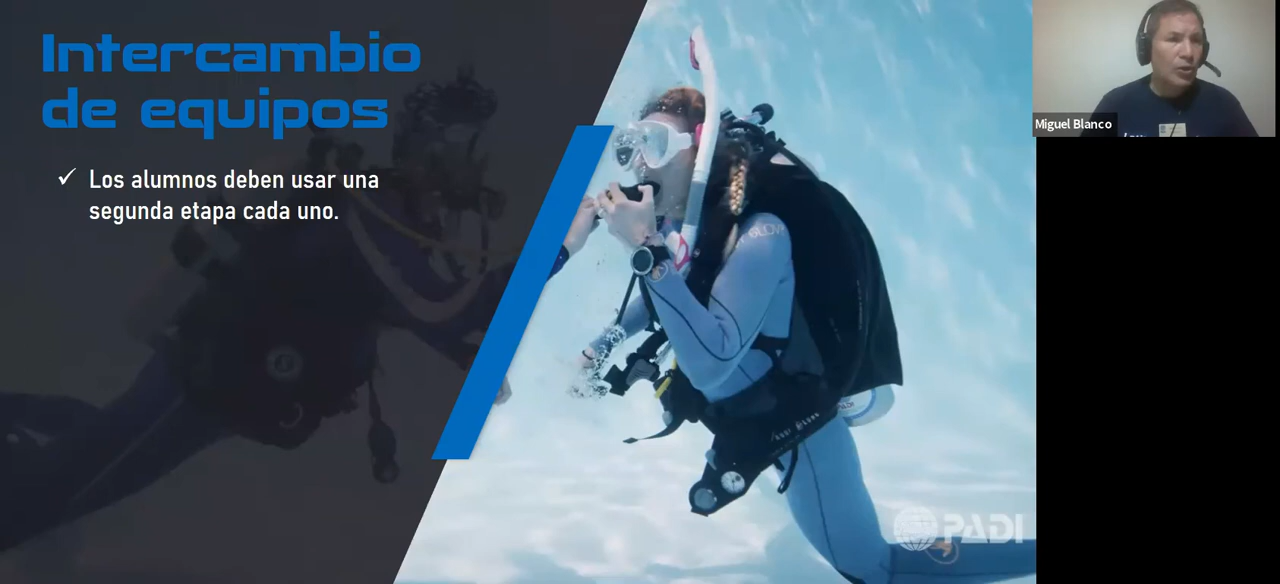 Intercambio
de equipos
✓ Los alumnos deben usar una
segunda etapa cada uno.
Miguel Blanco
PADI